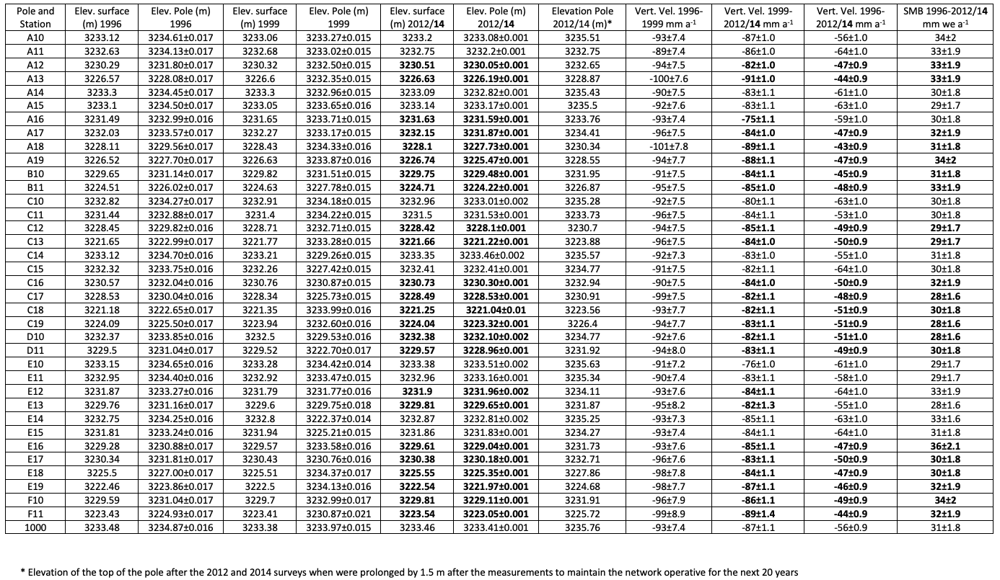 Pole and Station | Elev. surface (m) 1996 | Elev. Pole (m) 1996 | Elev. surface (m) 1999 | Elev. Pole (m) 1999 | Elev. surface (m) 2012/14 | Elev. Pole (m) 2012/14 | Elevation Pole 2012/14 (m)* | Vert. Vel. 1996-1999 mm a-1 | Vert. Vel. 1999-2012/14 mm a-1 | Vert. Vel. 1996-2012/14 mm a-1 | SMB 1996-2012/14 mm we a-1
A10 | 3233.12 | 3234.61±0.017 | 3233.06 | 3233.27±0.015 | 3233.2 | 3233.08±0.001 | 3235.51 | -93±7.4 | -87±1.0 | -56±1.0 | 34±2
A11 | 3232.63 | 3234.13±0.017 | 3232.68 | 3233.02±0.015 | 3232.75 | 3232.2±0.001 | 3232.75 | -89±7.4 | -86±1.0 | -64±1.0 | 33±1.9
A12 | 3230.29 | 3231.80±0.017 | 3230.32 | 3232.50±0.015 | 3230.51 | 3230.05±0.001 | 3232.65 | -94±7.5 | -82±1.0 | -47±0.9 | 33±1.9
A13 | 3226.57 | 3228.08±0.017 | 3226.6 | 3232.35±0.015 | 3226.63 | 3226.19±0.001 | 3228.87 | -100±7.6 | -91±1.0 | -44±0.9 | 33±1.9
A14 | 3233.3 | 3234.45±0.017 | 3233.3 | 3232.96±0.015 | 3233.09 | 3232.82±0.001 | 3235.43 | -90±7.5 | -83±1.1 | -61±1.0 | 30±1.8
A15 | 3233.1 | 3234.50±0.017 | 3233.05 | 3233.65±0.016 | 3233.14 | 3233.17±0.001 | 3235.5 | -92±7.6 | -83±1.1 | -63±1.0 | 29±1.7
A16 | 3231.49 | 3232.99±0.016 | 3231.65 | 3233.71±0.015 | 3231.63 | 3231.59±0.001 | 3233.76 | -93±7.4 | -75±1.1 | -59±1.0 | 30±1.8
A17 | 3232.03 | 3233.57±0.017 | 3232.27 | 3233.17±0.015 | 3232.15 | 3231.87±0.001 | 3234.41 | -96±7.5 | -84±1.0 | -47±0.9 | 32±1.9
A18 | 3228.11 | 3229.56±0.017 | 3228.43 | 3234.33±0.016 | 3228.1 | 3227.73±0.001 | 3230.34 | -101±7.8 | -89±1.1 | -43±0.9 | 31±1.8
A19 | 3226.52 | 3227.70±0.016 | 3226.63 | 3233.87±0.016 | 3226.74 | 3225.47±0.001 | 3228.55 | -94±7.7 | -88±1.1 | -47±0.9 | 34±2
B10 | 3229.65 | 3231.14±0.017 | 3229.82 | 3231.51±0.015 | 3229.75 | 3229.48±0.001 | 3231.95 | -91±7.5 | -84±1.1 | -45±0.9 | 31±1.8
B11 | 3224.51 | 3226.02±0.017 | 3224.63 | 3227.78±0.015 | 3224.71 | 3224.22±0.001 | 3226.87 | -95±7.5 | -85±1.0 | -48±0.9 | 33±1.9
C10 | 3232.82 | 3234.27±0.017 | 3232.91 | 3234.18±0.015 | 3232.96 | 3233.01±0.002 | 3235.28 | -92±7.5 | -80±1.1 | -63±1.0 | 30±1.8
C11 | 3231.44 | 3232.88±0.017 | 3231.4 | 3234.22±0.015 | 3231.5 | 3231.53±0.001 | 3233.73 | -96±7.5 | -84±1.1 | -53±1.0 | 30±1.8
C12 | 3228.45 | 3229.82±0.016 | 3228.71 | 3232.71±0.015 | 3228.42 | 3228.1±0.001 | 3230.7 | -94±7.5 | -85±1.1 | -49±0.9 | 29±1.7
C13 | 3221.65 | 3222.99±0.017 | 3221.77 | 3233.28±0.015 | 3221.66 | 3221.22±0.001 | 3223.88 | -96±7.5 | -84±1.0 | -50±0.9 | 29±1.7
C14 | 3233.12 | 3234.70±0.016 | 3233.21 | 3229.26±0.015 | 3233.35 | 3233.46±0.002 | 3235.57 | -92±7.3 | -83±1.0 | -55±1.0 | 31±1.8
C15 | 3232.32 | 3233.75±0.016 | 3232.26 | 3227.42±0.015 | 3232.41 | 3232.41±0.001 | 3234.77 | -91±7.5 | -82±1.1 | -64±1.0 | 30±1.8
C16 | 3230.57 | 3232.04±0.016 | 3230.76 | 3230.87±0.015 | 3230.73 | 3230.30±0.001 | 3232.94 | -90±7.5 | -84±1.0 | -50±0.9 | 32±1.9
C17 | 3228.53 | 3230.04±0.016 | 3228.34 | 3225.73±0.015 | 3228.49 | 3228.53±0.001 | 3230.91 | -99±7.5 | -82±1.1 | -48±0.9 | 28±1.6
C18 | 3221.18 | 3222.65±0.017 | 3221.35 | 3233.99±0.016 | 3221.25 | 3221.04±0.01 | 3223.56 | -93±7.7 | -82±1.1 | -51±0.9 | 30±1.8
C19 | 3224.09 | 3225.50±0.017 | 3223.94 | 3232.60±0.016 | 3224.04 | 3223.32±0.001 | 3226.4 | -94±7.7 | -83±1.1 | -51±0.9 | 28±1.6
D10 | 3232.37 | 3233.85±0.016 | 3232.5 | 3229.53±0.016 | 3232.38 | 3232.10±0.002 | 3234.77 | -92±7.6 | -82±1.1 | -51±1.0 | 28±1.6
D11 | 3229.5 | 3231.04±0.017 | 3229.52 | 3222.70±0.017 | 3229.57 | 3228.96±0.001 | 3231.92 | -94±8.0 | -83±1.1 | -49±0.9 | 30±1.8
E10 | 3233.15 | 3234.65±0.016 | 3233.28 | 3234.42±0.014 | 3233.38 | 3233.51±0.002 | 3235.63 | -91±7.2 | -76±1.0 | -61±1.0 | 29±1.7
E11 | 3232.95 | 3234.40±0.016 | 3232.92 | 3233.47±0.015 | 3232.96 | 3233.16±0.001 | 3235.34 | -90±7.4 | -83±1.1 | -58±1.0 | 29±1.7
E12 | 3231.87 | 3233.27±0.016 | 3231.79 | 3231.77±0.016 | 3231.9 | 3231.96±0.002 | 3234.11 | -93±7.6 | -84±1.1 | -64±1.0 | 33±1.9
E13 | 3229.76 | 3231.16±0.017 | 3229.6 | 3229.75±0.018 | 3229.81 | 3229.65±0.001 | 3231.87 | -95±8.2 | -82±1.3 | -55±1.0 | 28±1.6
E14 | 3232.75 | 3234.25±0.016 | 3232.8 | 3222.37±0.014 | 3232.87 | 3232.81±0.002 | 3235.25 | -93±7.3 | -85±1.1 | -63±1.0 | 33±1.6
E15 | 3231.81 | 3233.24±0.016 | 3231.94 | 3225.21±0.015 | 3231.86 | 3231.83±0.001 | 3234.27 | -93±7.4 | -84±1.1 | -64±1.0 | 31±1.8
E16 | 3229.28 | 3230.88±0.017 | 3229.57 | 3233.58±0.016 | 3229.61 | 3229.04±0.001 | 3231.73 | -93±7.6 | -85±1.1 | -47±0.9 | 36±2.1
E17 | 3230.34 | 3231.81±0.017 | 3230.43 | 3230.76±0.016 | 3230.38 | 3230.18±0.001 | 3232.71 | -96±7.6 | -83±1.1 | -50±0.9 | 30±1.8
E18 | 3225.5 | 3227.00±0.017 | 3225.51 | 3234.37±0.017 | 3225.55 | 3225.35±0.001 | 3227.86 | -98±7.8 | -84±1.1 | -47±0.9 | 30±1.8
E19 | 3222.46 | 3223.86±0.017 | 3222.5 | 3234.13±0.016 | 3222.54 | 3221.97±0.001 | 3224.68 | -98±7.7 | -87±1.1 | -46±0.9 | 32±1.9
F10 | 3229.59 | 3231.04±0.017 | 3229.7 | 3232.99±0.017 | 3229.81 | 3229.11±0.001 | 3231.91 | -96±7.9 | -86±1.1 | -49±0.9 | 34±2
F11 | 3223.43 | 3224.93±0.017 | 3223.41 | 3230.87±0.021 | 3223.54 | 3223.05±0.001 | 3225.72 | -99±8.9 | -89±1.4 | -44±0.9 | 32±1.9
1000 | 3233.48 | 3234.87±0.016 | 3233.38 | 3233.97±0.015 | 3233.46 | 3233.41±0.001 | 3235.76 | -93±7.4 | -87±1.1 | -56±0.9 | 31±1.8
* Elevation of the top of the pole after the 2012 and 2014 surveys when were prolonged by 1.5 m after the measurements to maintain the network operative for the next 20 years